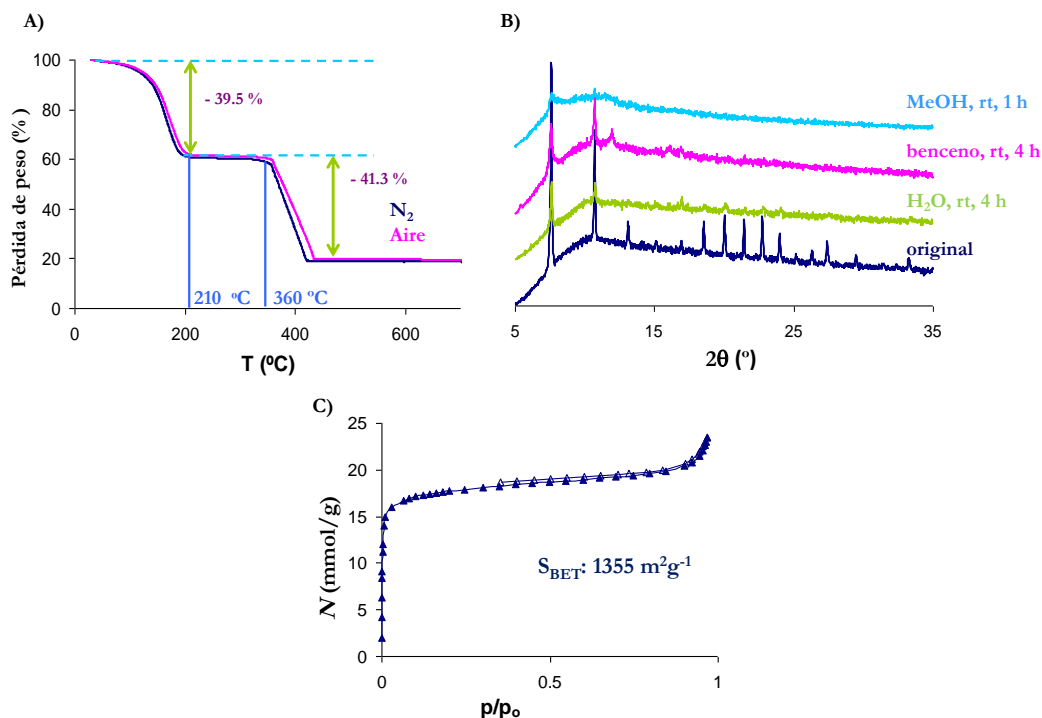 A)
Pérdida de peso (%)
100
80
60
40
20
0
- 39.5 %
- 41.3 %
N₂
Aire
210 ºC
360 ºC
0
200
400
600
T (ºC)
B)
MeOH, rt, 1 h
benceno, rt, 4 h
H₂O, rt, 4 h
original
5
15
25
35
2θ (º)
C)
N (mmol/g)
25
20
15
10
5
0
S_BET: 1355 m²g⁻¹
0
0.5
1
p/p₀